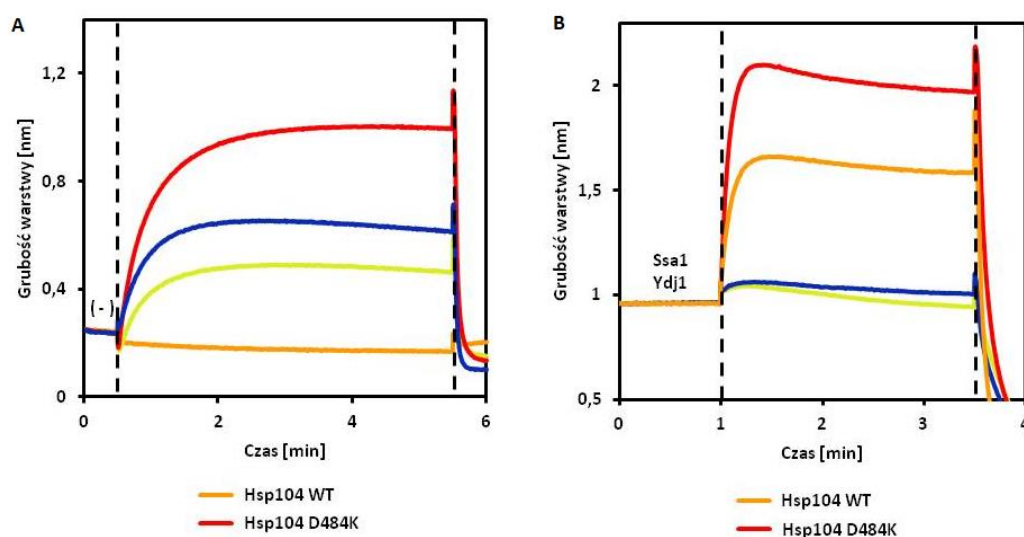 A
Grubość warstwy [nm]
1,2
0,8
0,4
0
(-)
0 2 4 6
Czas [min]
Hsp104 WT
Hsp104 D484K
B
Grubość warstwy [nm]
2
1,5
1
0,5
Ssa1
Ydj1
0 1 2 3 4
Czas [min]
Hsp104 WT
Hsp104 D484K